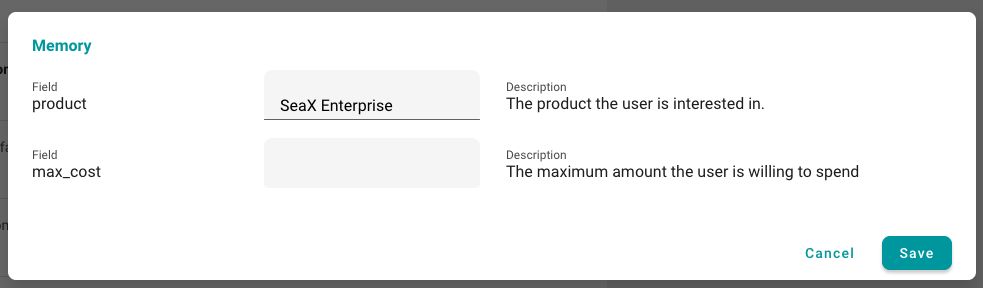 Memory
Field
product
SeaX Enterprise
Description
The product the user is interested in.
Field
max_cost
Description
The maximum amount the user is willing to spend
Cancel
Save